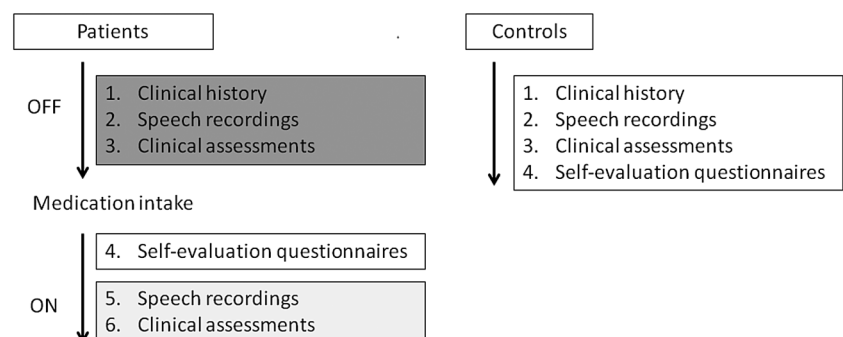 Patients
OFF
1. Clinical history
2. Speech recordings
3. Clinical assessments
Medication intake
4. Self-evaluation questionnaires
ON
5. Speech recordings
6. Clinical assessments
Controls
1. Clinical history
2. Speech recordings
3. Clinical assessments
4. Self-evaluation questionnaires